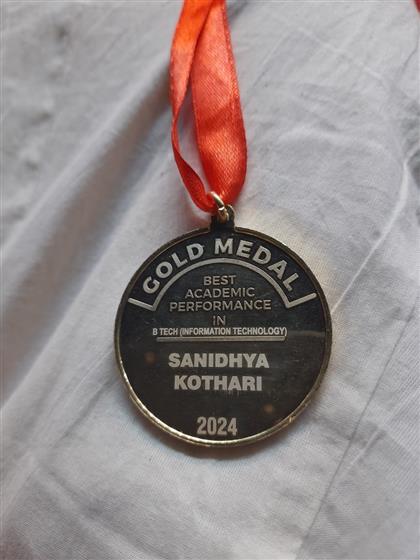 GOLD MEDAL
BEST
ACADEMIC
PERFORMANCE
IN
B TECH (INFORMATION TECHNOLOGY)
SANIDHYA
KOTHARI
2024